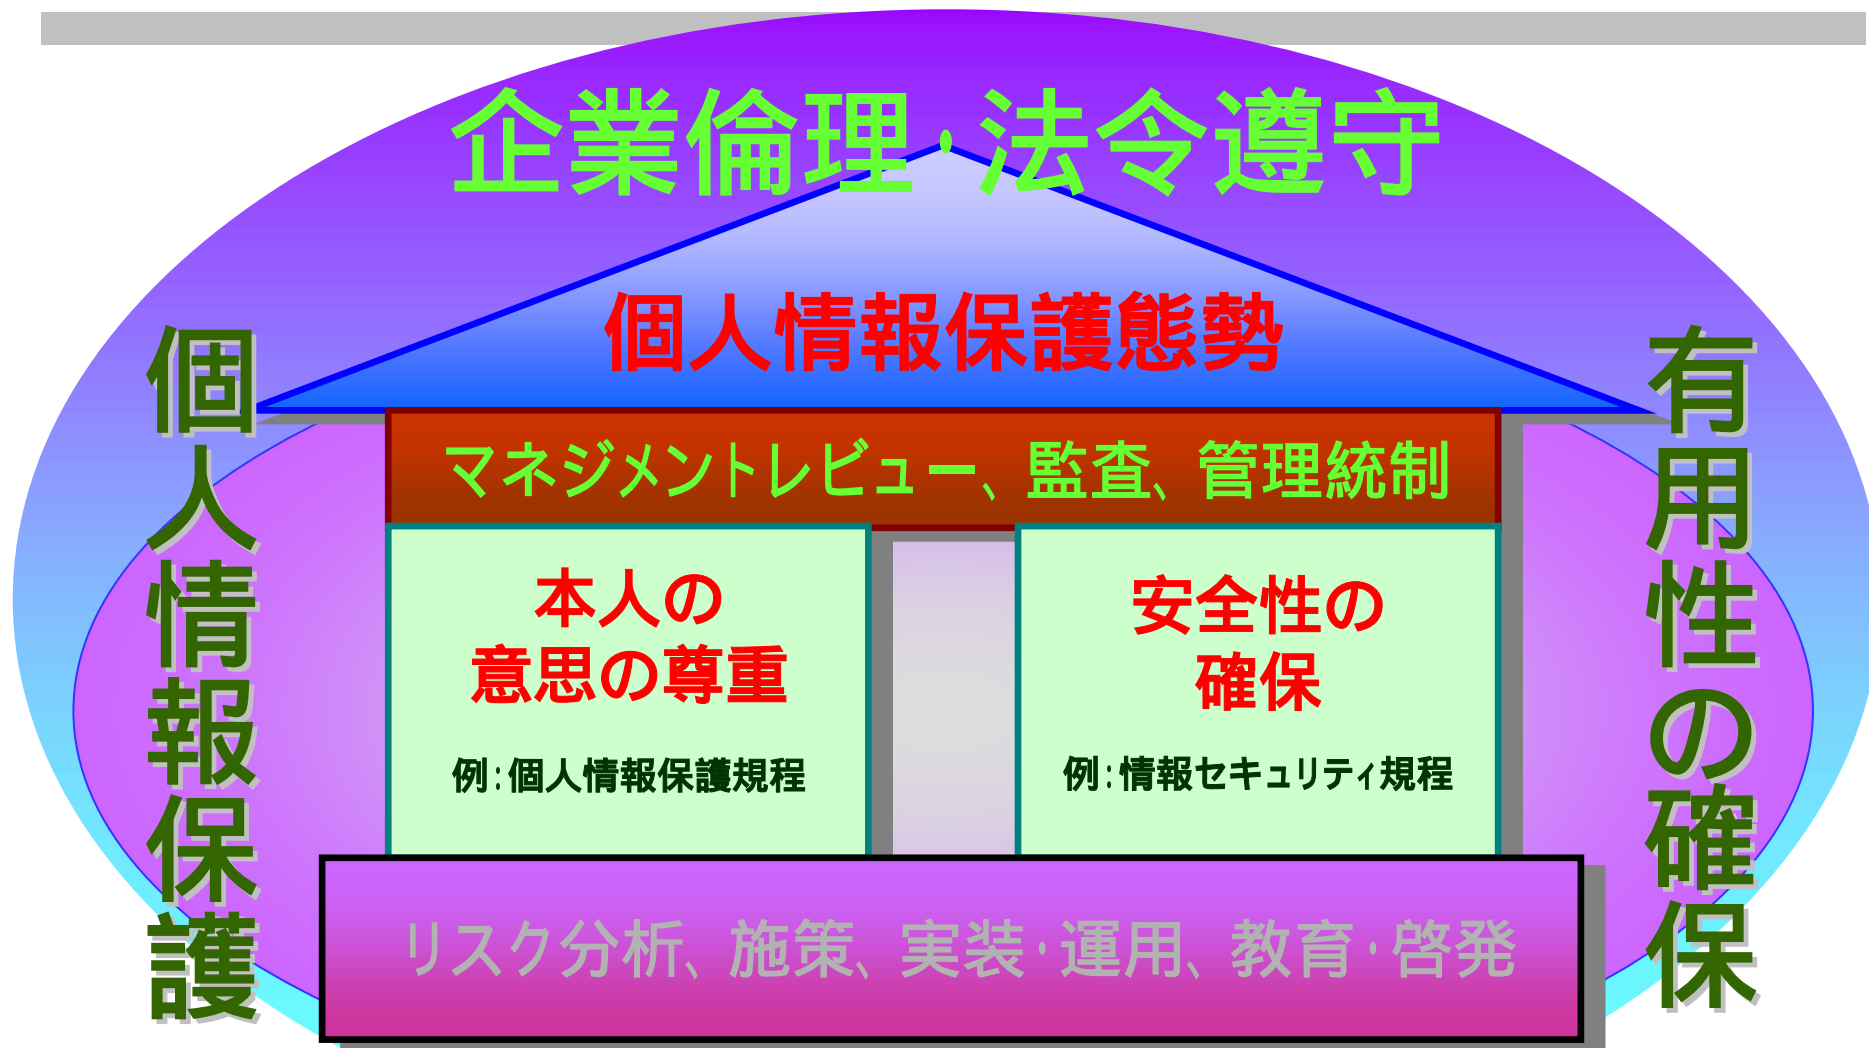 企業倫理・法令遵守
個人情報保護態勢
個人情報保護
有用性の確保
マネジメントレビュー、監査、管理統制
本人の
意思の尊重
例：個人情報保護規程
安全性の
確保
例：情報セキュリティ規程
リスク分析、施策、実装・運用、教育・啓発